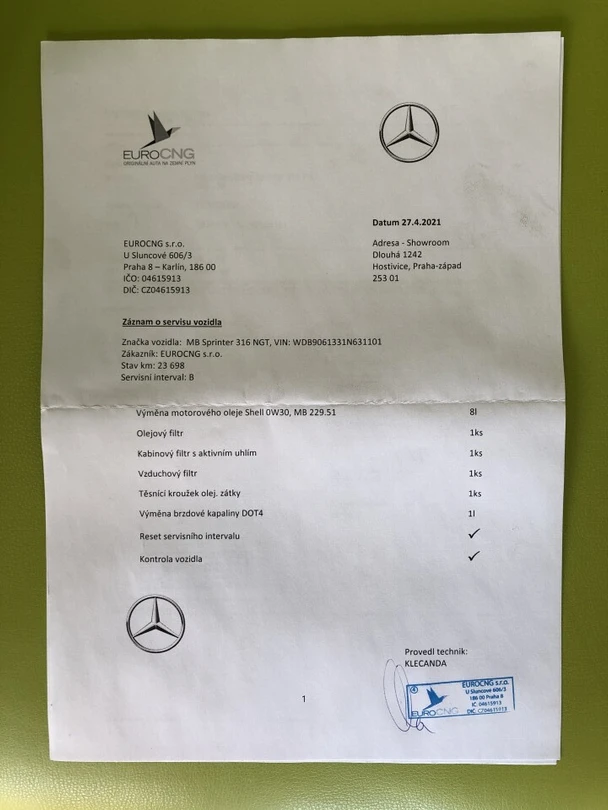 EUROCNG
ORIGINÁLNÍ AUTA NA ZEMNÍ PLYN
Datum 27.4.2021
EUROCNG s.r.o.
U Sluncové 606/3
Praha 8 – Karlín, 186 00
IČO: 04615913
DIČ: CZ04615913
Adresa - Showroom
Dlouhá 1242
Hostivice, Praha-západ
253 01
Záznam o servisu vozidla
Značka vozidla: MB Sprinter 316 NGT, VIN: WDB9061331N631101
Zákazník: EUROCNG s.r.o.
Stav km: 23 698
Servisní interval: B
Výměna motorového oleje Shell 0W30, MB 229.51 8l
Olejový filtr 1ks
Kabinový filtr s aktivním uhlím 1ks
Vzduchový filtr 1ks
Těsnící kroužek olej. zátky 1ks
Výměna brzdové kapaliny DOT4 1l
Reset servisního intervalu ✓
Kontrola vozidla ✓
Provedl technik:
KLECANDA
4
EUROCNG s.r.o.
U Sluncové 606/3
186 00 Praha 8
IČ: 04615913
DIČ: CZ04615913
EUROCNG
1